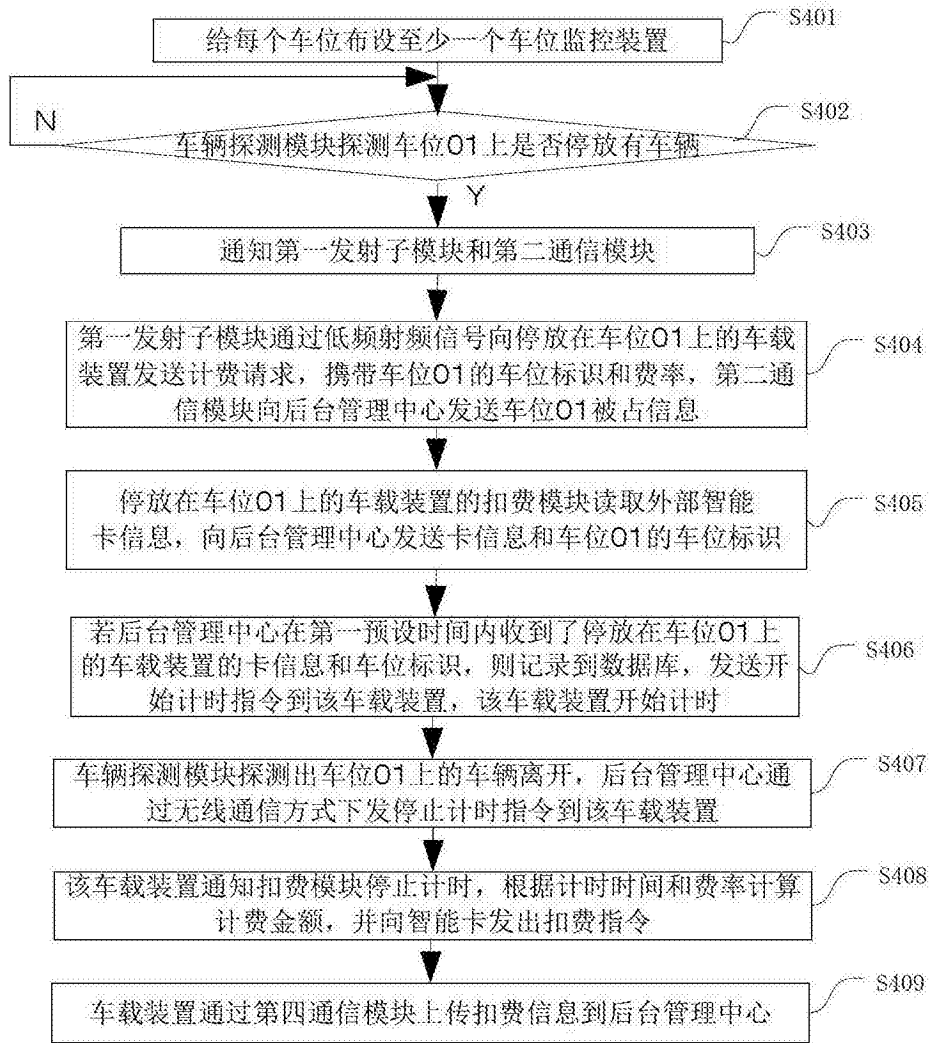 S401
给每个车位布设至少一个车位监控装置
N
S402
车辆探测模块探测车位01上是否停放有车辆
Y
S403
通知第一发射子模块和第二通信模块
第一发射子模块通过低频射频信号向停放在车位01上的车载
S404
装置发送计费请求，携带车位01的车位标识和费率，第二通
信模块向后台管理中心发送车位01被占信息
停放在车位01上的车载装置的扣费模块读取外部智能
S405
卡信息，向后台管理中心发送卡信息和车位01的车位标识
若后台管理中心在第一预设时间内收到了停放在车位01上
S406
的车载装置的卡信息和车位标识，则记录到数据库，发送开
始计时指令到该车载装置，该车载装置开始计时
S407
车辆探测模块探测出车位01上的车辆离开，后台管理中心通
过无线通信方式下发停止计时指令到该车载装置
S408
该车载装置通知扣费模块停止计时，根据计时时间和费率计算
计费金额，并向智能卡发出扣费指令
S409
车载装置通过第四通信模块上传扣费信息到后台管理中心